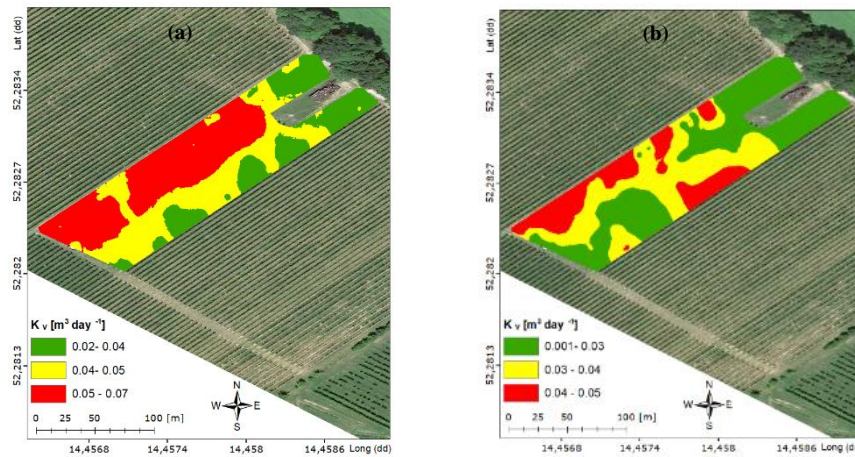 (a)
Lat (dd)
52,2834
52,2827
52,282
52,2813
K v [m³ day -1]
0.02- 0.04
0.04- 0.05
0.05 - 0.07
0 25 50 100 [m]
N
W E
S
14,4568 14,4574 14,458 14,4586 Long (dd)
(b)
Lat (dd)
52,2834
52,2827
52,282
52,2813
K v [m³ day -1]
0.001- 0.03
0.03 - 0.04
0.04 - 0.05
0 25 50 100 [m]
N
W E
S
14,4568 14,4574 14,458 14,4586 Long (dd)